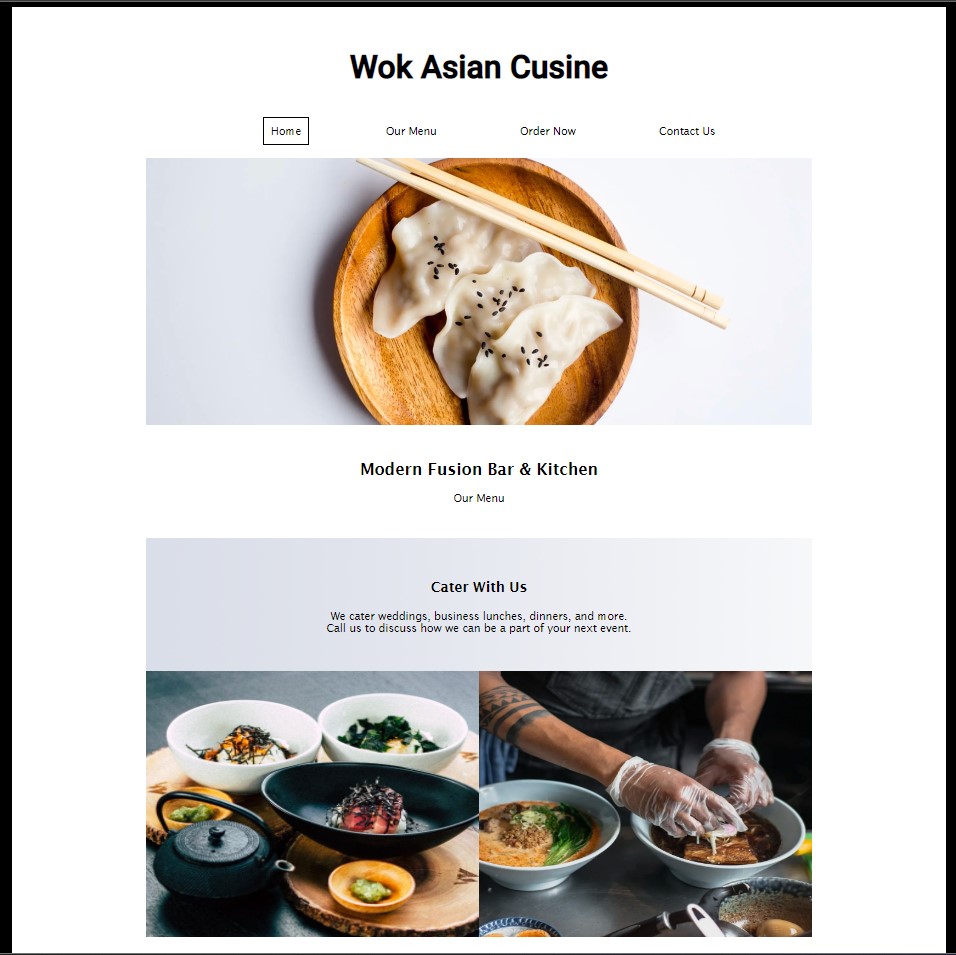 Wok Asian Cusine
Home Our Menu Order Now Contact Us
Modern Fusion Bar & Kitchen
Our Menu
Cater With Us
We cater weddings, business lunches, dinners, and more.
Call us to discuss how we can be a part of your next event.